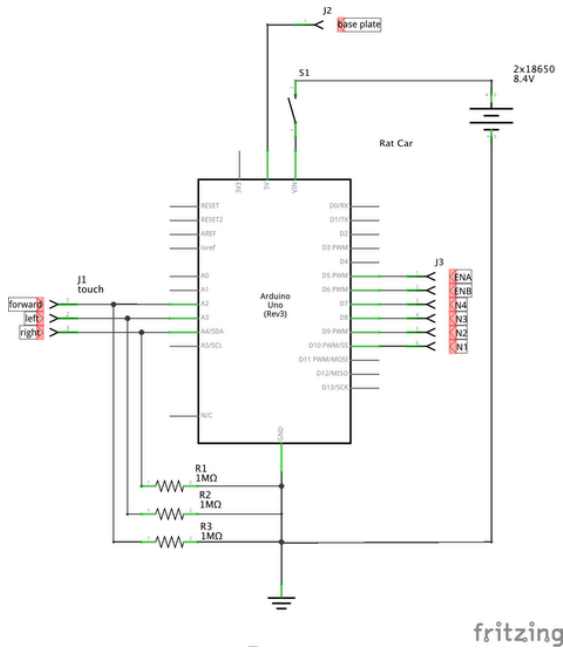 J2
base plate
S1
2x18650
8.4V
Rat Car
3V3
5V
VIN
RESET
RESET2
AREF
ioref
A0
A1
A2
A3
A4/SDA
A5/SCL
N/C
D0/RX
D1/TX
D2
D3 PWM
D4
D5 PWM
D6 PWM
D7
D8
D9 PWM
D10 PWM/SS
D11 PWM/MOSI
D12/MISO
D13/SCK
GND
Arduino
Uno
(Rev3)
J1
touch
forward
left
right
J3
ENA
ENB
N4
N3
N2
N1
R1
1MΩ
R2
1MΩ
R3
1MΩ
fritzing